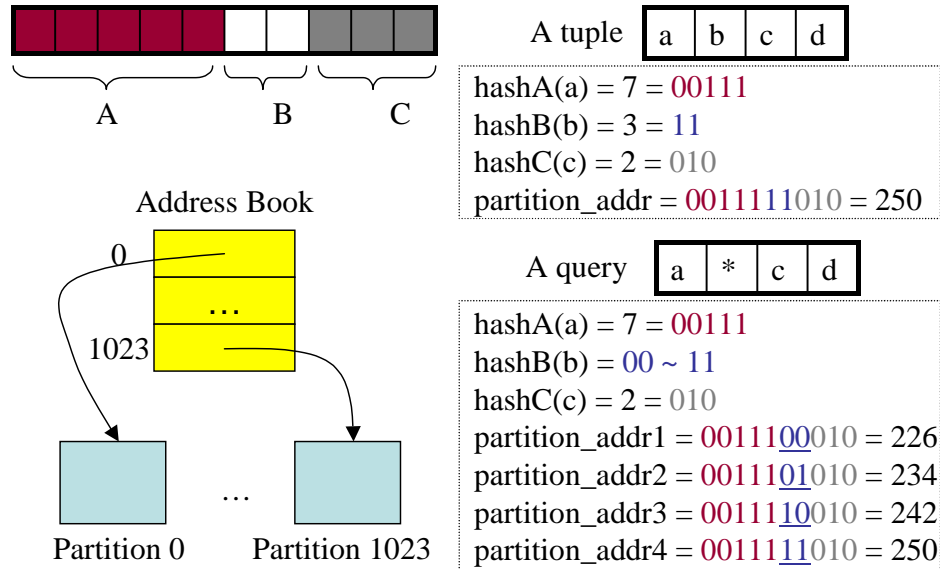 A B C
Address Book
0
...
1023
...
Partition 0 Partition 1023
A tuple a b c d
hashA(a) = 7 = 00111
hashB(b) = 3 = 11
hashC(c) = 2 = 010
partition_addr = 0011111010 = 250
A query a * c d
hashA(a) = 7 = 00111
hashB(b) = 00 ~ 11
hashC(c) = 2 = 010
partition_addr1 = 0011100010 = 226
partition_addr2 = 0011101010 = 234
partition_addr3 = 0011110010 = 242
partition_addr4 = 0011111010 = 250